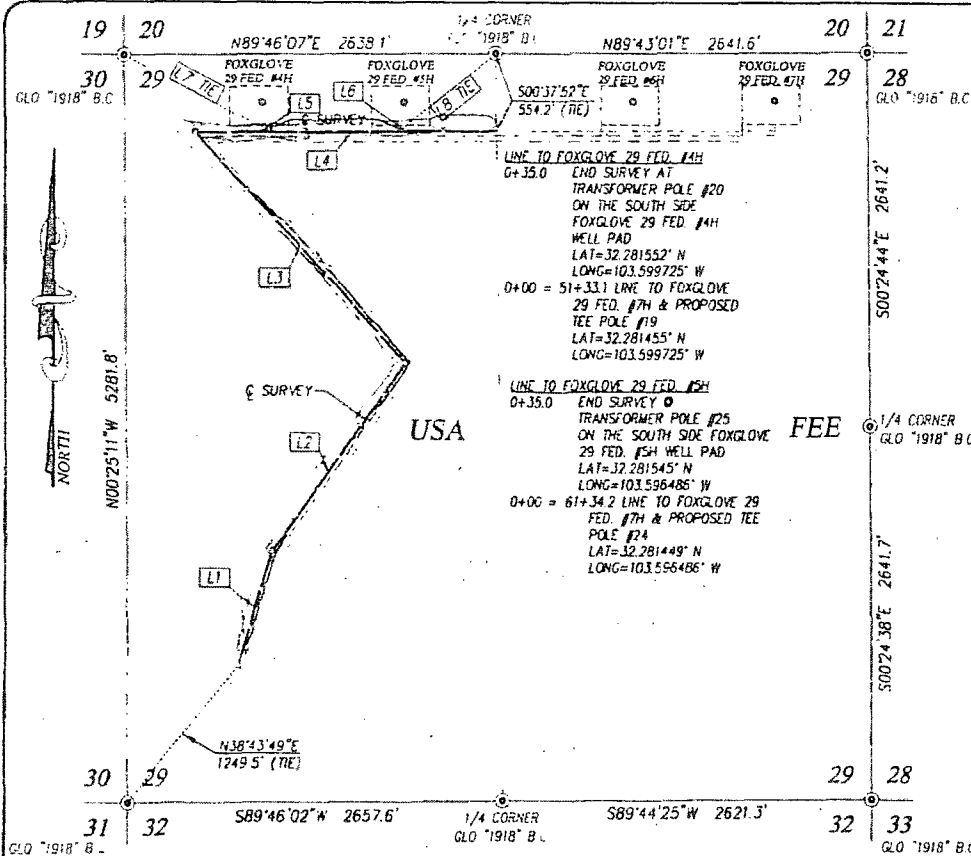 19 20
1/4 CORNER
"1918"
20 21
N89°46'07"E 2638.1'
N89°43'01"E 2641.6'
30 29
GLO "1918" B.C
29 28
GLO "1918" B.C
FOXGLOVE
29 FED #4H
FOXGLOVE
29 FED #5H
FOXGLOVE
29 FED #6H
FOXGLOVE
29 FED #7H
L7 TIE
L5
L6
L8 TIE
S00°37'52"E
554.2' (TIE)
℄ SURVEY
L4
LINE TO FOXGLOVE 29 FED. #4H
0+35.0 END SURVEY AT
TRANSFORMER POLE #20
ON THE SOUTH SIDE
FOXGLOVE 29 FED. #4H
WELL PAD
LAT=32.281552° N
LONG=103.599725° W
0+00 = 51+33.1 LINE TO FOXGLOVE
29 FED. #7H & PROPOSED
TEE POLE #19
LAT=32.281455° N
LONG=103.599725° W
LINE TO FOXGLOVE 29 FED. #5H
0+35.0 END SURVEY @
TRANSFORMER POLE #25
ON THE SOUTH SIDE FOXGLOVE
29 FED. #5H WELL PAD
LAT=32.281545° N
LONG=103.596486° W
0+00 = 61+34.2 LINE TO FOXGLOVE 29
FED. #7H & PROPOSED TEE
POLE #24
LAT=32.281449° N
LONG=103.596486° W
S00°24'44"E 2641.2'
L3
NORTH
N00°25'11"W 5281.8'
℄ SURVEY
USA
FEE
1/4 CORNER
GLO "1918" B.C
L2
L1
S00°24'38"E 2641.7'
N38°43'49"E
1249.5' (TIE)
30 29
29 28
S89°46'02"W 2657.6'
S89°44'25"W 2621.3'
31 32
GLO "1918" B
1/4 CORNER
GLO "1918" B
32 33
GLO "1918" B.C